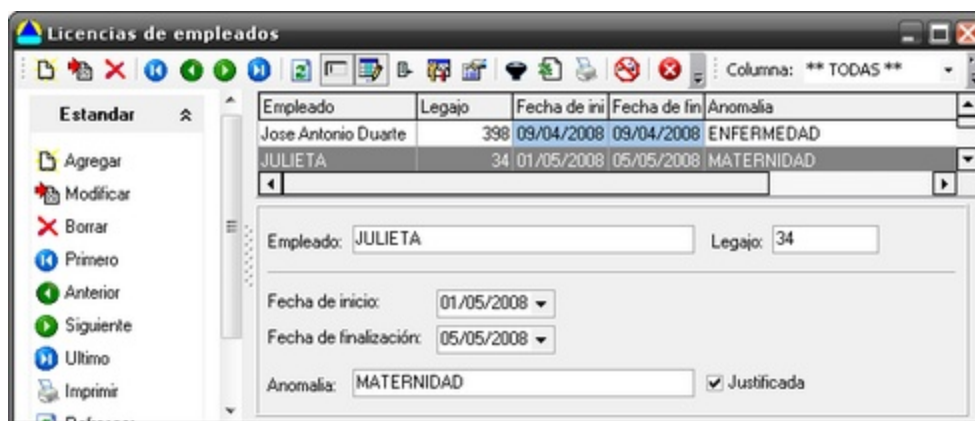 Licencias de empleados
Columna: ** TODAS **
Estandar
Agregar
Modificar
Borrar
Primero
Anterior
Siguiente
Ultimo
Imprimir
Empleado Legajo Fecha de ini Fecha de fin Anomalia
Jose Antonio Duarte 398 09/04/2008 09/04/2008 ENFERMEDAD
JULIETA 34 01/05/2008 05/05/2008 MATERNIDAD
Empleado: JULIETA Legajo: 34
Fecha de inicio: 01/05/2008
Fecha de finalización: 05/05/2008
Anomalia: MATERNIDAD Justificada